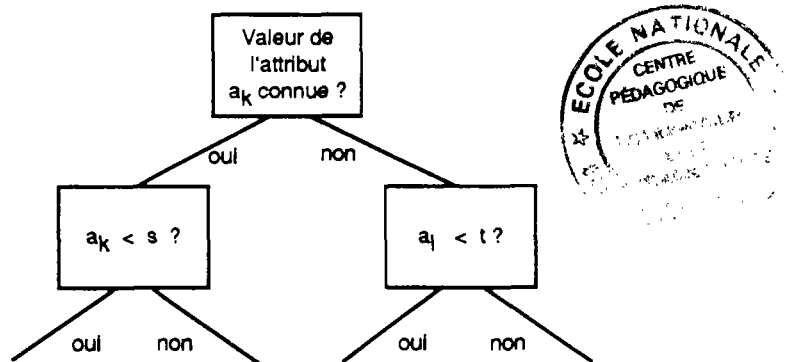 Valeur de
l'attribut
ak connue ?
oui non
ak < s ?
al < t ?
oui non oui non
ECOLE NATIONALE
CENTRE
PÉDAGOGIQUE
DE